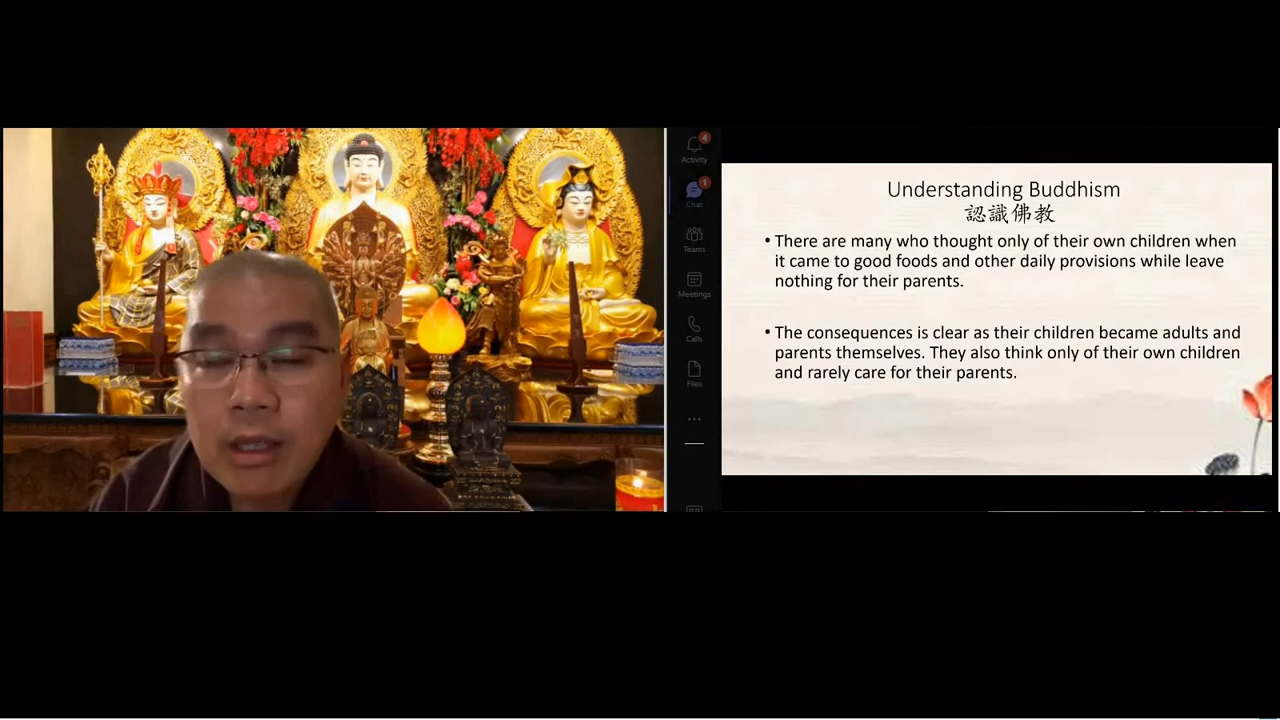 4
Activity
1
Chat
Teams
Meetings
Calls
Files
...
Understanding Buddhism
認識佛教
• There are many who thought only of their own children when
it came to good foods and other daily provisions while leave
nothing for their parents.
• The consequences is clear as their children became adults and
parents themselves. They also think only of their own children
and rarely care for their parents.